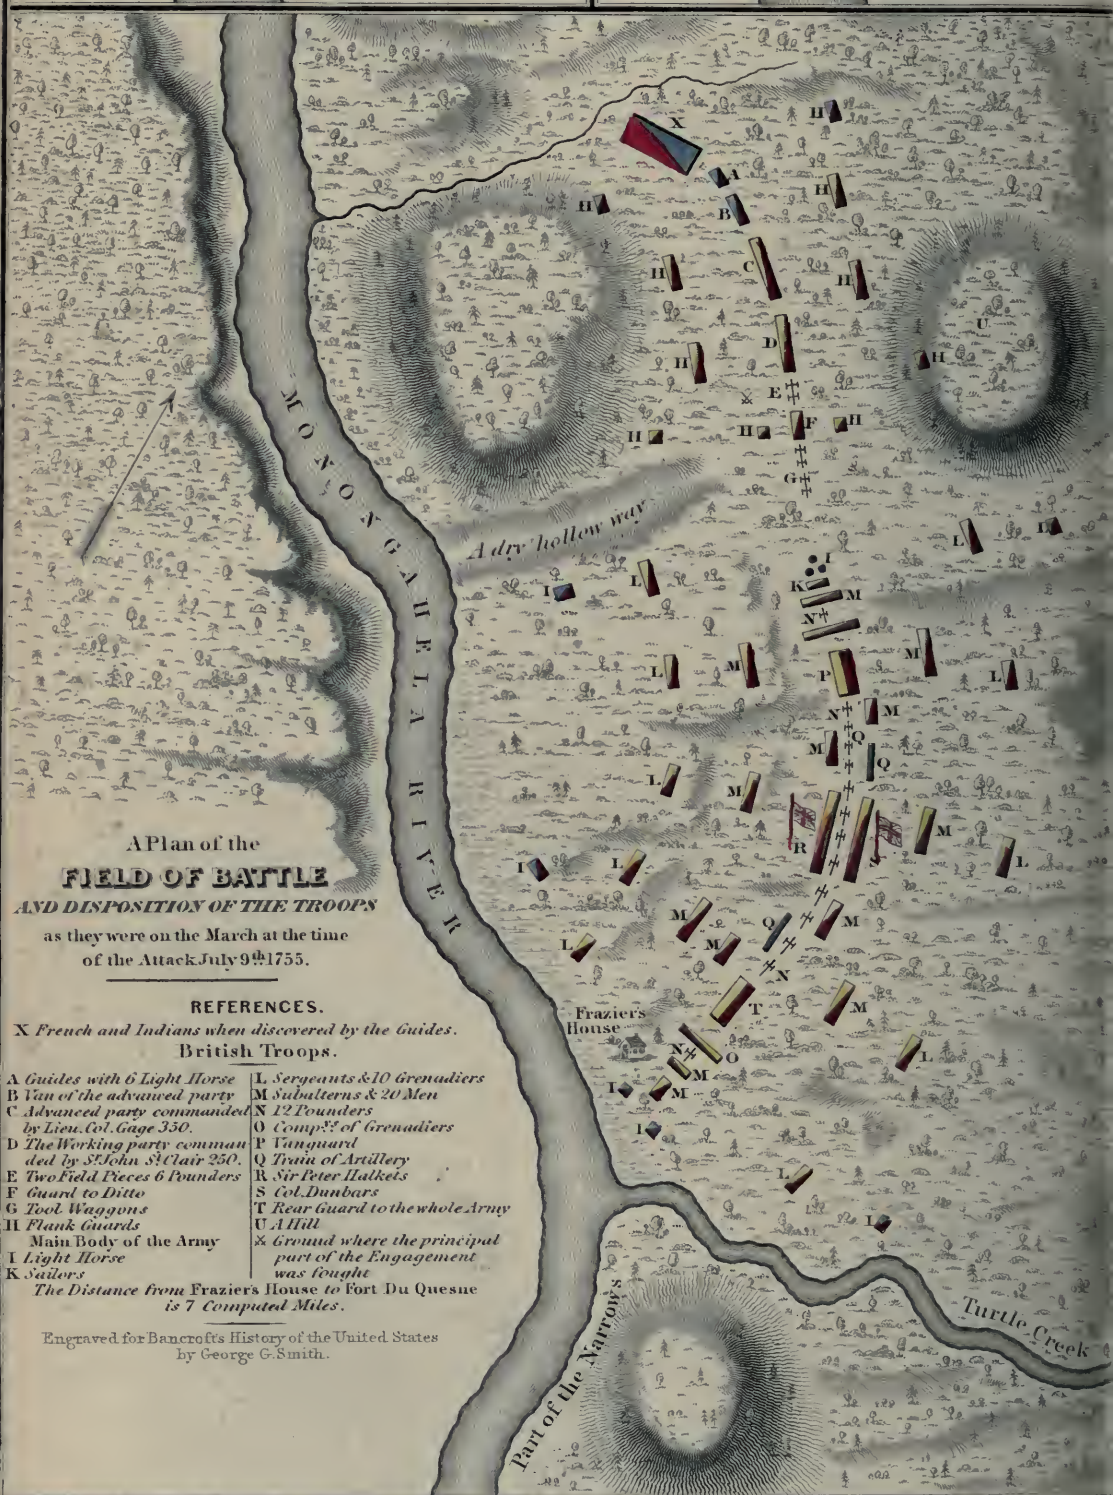 X
H
A
H
H
B
C
H
H
D
U
H
H
E
H
H
F
H
G
A dry hollow way
L
L
I
I
L
K
M
N
L
M
M
P
L
N
M
M
Q
Q
L
M
R
M
L
I
L
M
Q
M
M
L
N
T
M
Frazier's
House
N
O
L
M
I
M
I
L
I
MONONGAHELA RIVER
Part of the Narrows
Turtle Creek
A Plan of the
FIELD OF BATTLE
AND DISPOSITION OF THE TROOPS
as they were on the March at the time
of the Attack July 9th 1755.
REFERENCES.
X French and Indians when discovered by the Guides.
British Troops.
A Guides with 6 Light Horse
B Van of the advanced party
C Advanced party commanded
by Lieu. Col. Gage 350.
D The Working party comman
ded by Sr. John St. Clair 250.
E Two Field Pieces 6 Pounders
F Guard to Ditto
G Tool Waggons
H Flank Guards
Main Body of the Army
I Light Horse
K Sailors
L Sergeants & 10 Grenadiers
M Subalterns & 20 Men
N 12 Pounders
O Compys. of Grenadiers
P Vanguard
Q Train of Artillery
R Sir Peter Halkets
S Col. Dunbars
T Rear Guard to the whole Army
U A Hill
X Ground where the principal
part of the Engagement
was fought
The Distance from Frazier's House to Fort Du Quesne
is 7 Computed Miles.
Engraved for Bancroft's History of the United States
by George G. Smith.